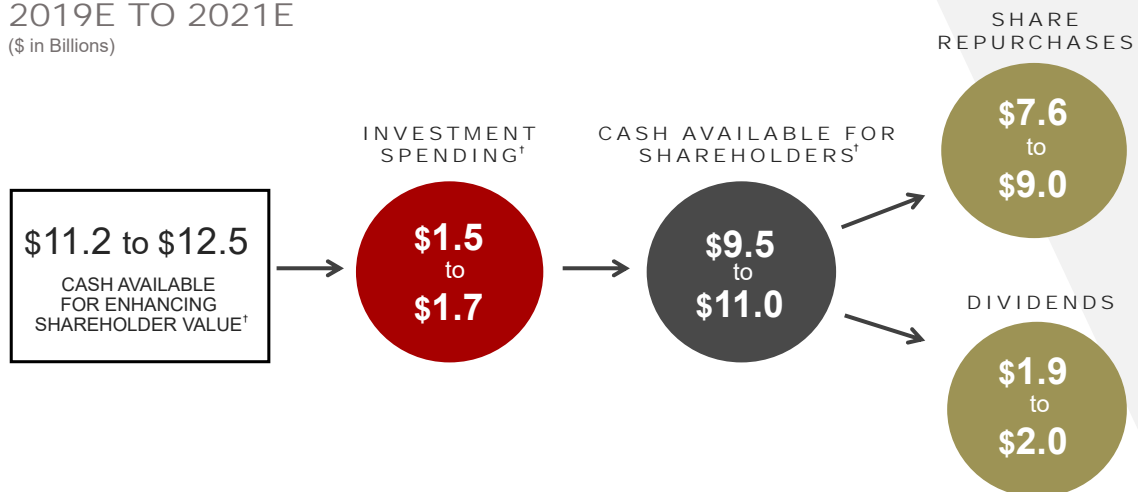 2019E TO 2021E
($ in Billions)
$11.2 to $12.5
CASH AVAILABLE
FOR ENHANCING
SHAREHOLDER VALUE†
INVESTMENT
SPENDING†
$1.5
to
$1.7
CASH AVAILABLE FOR
SHAREHOLDERS†
$9.5
to
$11.0
SHARE
REPURCHASES
$7.6
to
$9.0
DIVIDENDS
$1.9
to
$2.0